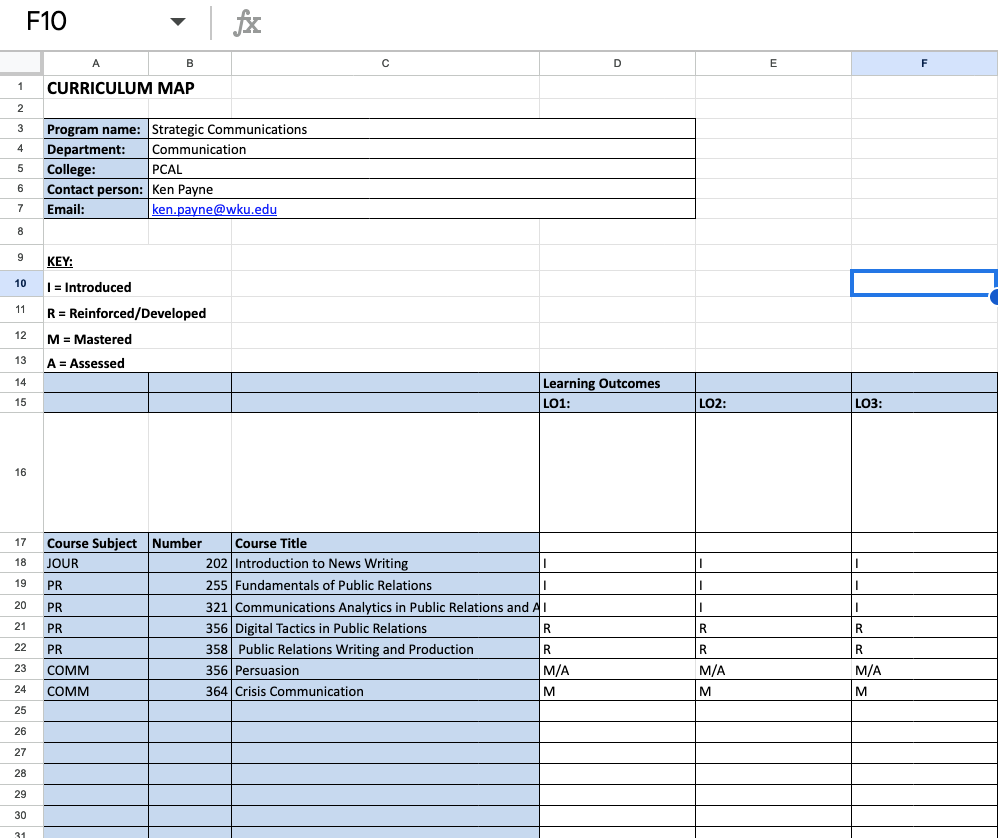 F10 fx
A B C D E F
1 CURRICULUM MAP
2
3 Program name: Strategic Communications
4 Department: Communication
5 College: PCAL
6 Contact person: Ken Payne
7 Email: ken.payne@wku.edu
8
9 KEY:
10 I = Introduced
11 R = Reinforced/Developed
12 M = Mastered
13 A = Assessed
14 Learning Outcomes
15 LO1: LO2: LO3:
16
17 Course Subject Number Course Title
18 JOUR 202 Introduction to News Writing I I I
19 PR 255 Fundamentals of Public Relations I I I
20 PR 321 Communications Analytics in Public Relations and A I I I
21 PR 356 Digital Tactics in Public Relations R R R
22 PR 358 Public Relations Writing and Production R R R
23 COMM 356 Persuasion M/A M/A M/A
24 COMM 364 Crisis Communication M M M
25
26
27
28
29
30
31